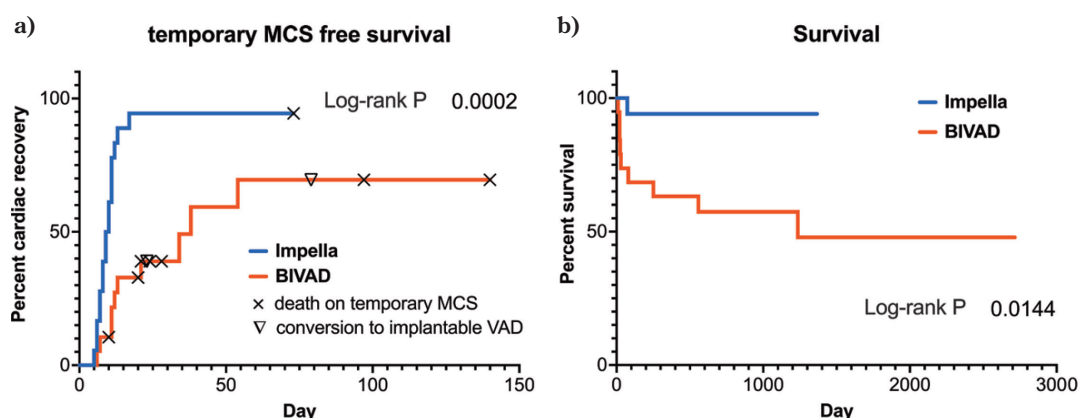 a)
temporary MCS free survival
Log-rank P 0.0002
Percent cardiac recovery
100
50
0
Impella
BIVAD
× death on temporary MCS
▽ conversion to implantable VAD
0 50 100 150
Day
b)
Survival
Impella
BIVAD
Percent survival
100
50
0
Log-rank P 0.0144
0 1000 2000 3000
Day